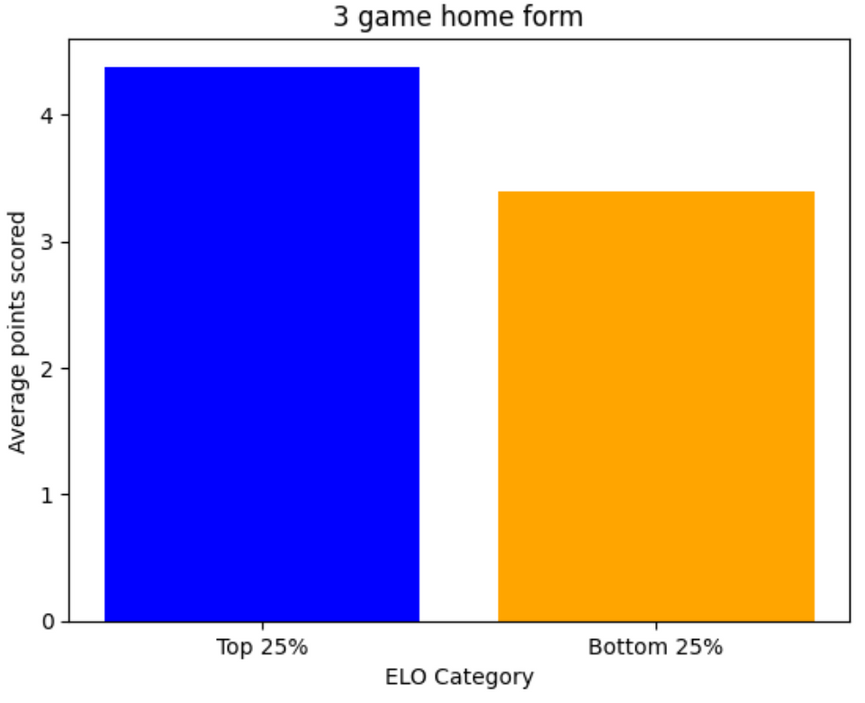 3 game home form
Average points scored
4
3
2
1
0
Top 25%
Bottom 25%
ELO Category